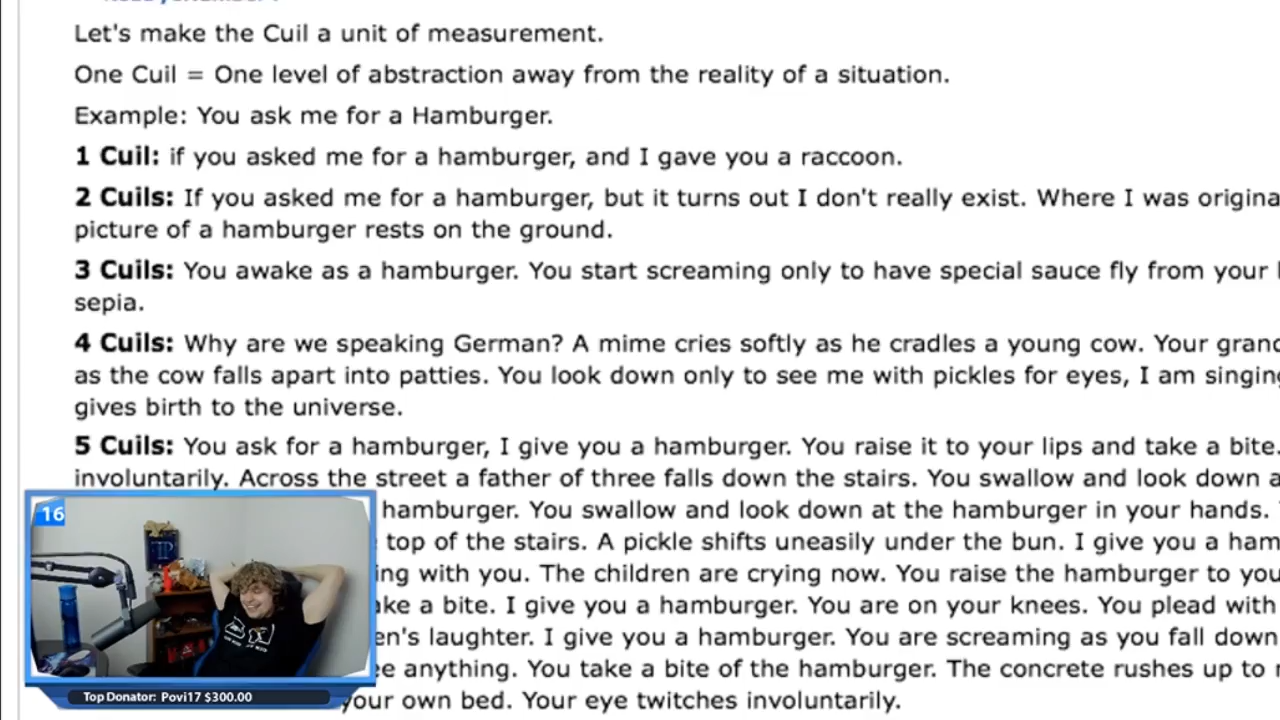 Let's make the Cuil a unit of measurement.
One Cuil = One level of abstraction away from the reality of a situation.
Example: You ask me for a Hamburger.
1 Cuil: if you asked me for a hamburger, and I gave you a raccoon.
2 Cuils: If you asked me for a hamburger, but it turns out I don't really exist. Where I was origina
picture of a hamburger rests on the ground.
3 Cuils: You awake as a hamburger. You start screaming only to have special sauce fly from your
sepia.
4 Cuils: Why are we speaking German? A mime cries softly as he cradles a young cow. Your grand
as the cow falls apart into patties. You look down only to see me with pickles for eyes, I am singing
gives birth to the universe.
5 Cuils: You ask for a hamburger, I give you a hamburger. You raise it to your lips and take a bite.
involuntarily. Across the street a father of three falls down the stairs. You swallow and look down a
hamburger. You swallow and look down at the hamburger in your hands.
top of the stairs. A pickle shifts uneasily under the bun. I give you a ham
ing with you. The children are crying now. You raise the hamburger to you
ake a bite. I give you a hamburger. You are on your knees. You plead with
en's laughter. I give you a hamburger. You are screaming as you fall down
ee anything. You take a bite of the hamburger. The concrete rushes up to
your own bed. Your eye twitches involuntarily.
16
Top Donator: Povi17 $300.00